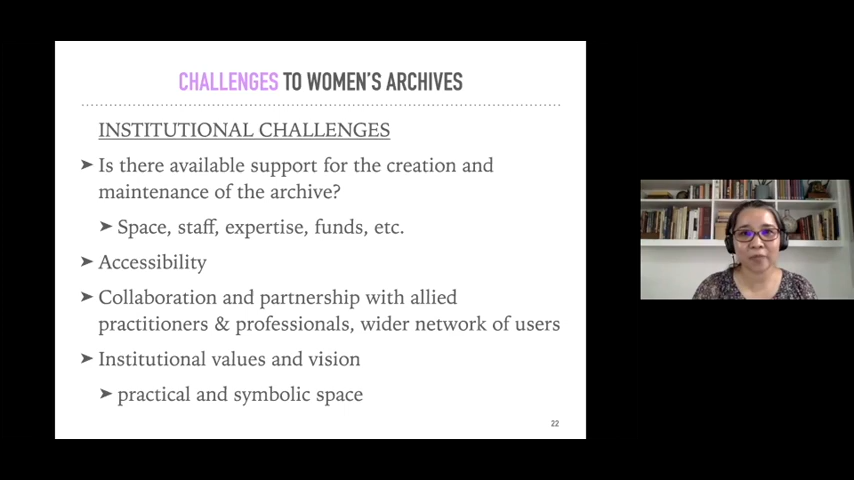 CHALLENGES TO WOMEN'S ARCHIVES
INSTITUTIONAL CHALLENGES
➤ Is there available support for the creation and
maintenance of the archive?
➤ Space, staff, expertise, funds, etc.
➤ Accessibility
➤ Collaboration and partnership with allied
practitioners & professionals, wider network of users
➤ Institutional values and vision
➤ practical and symbolic space
22